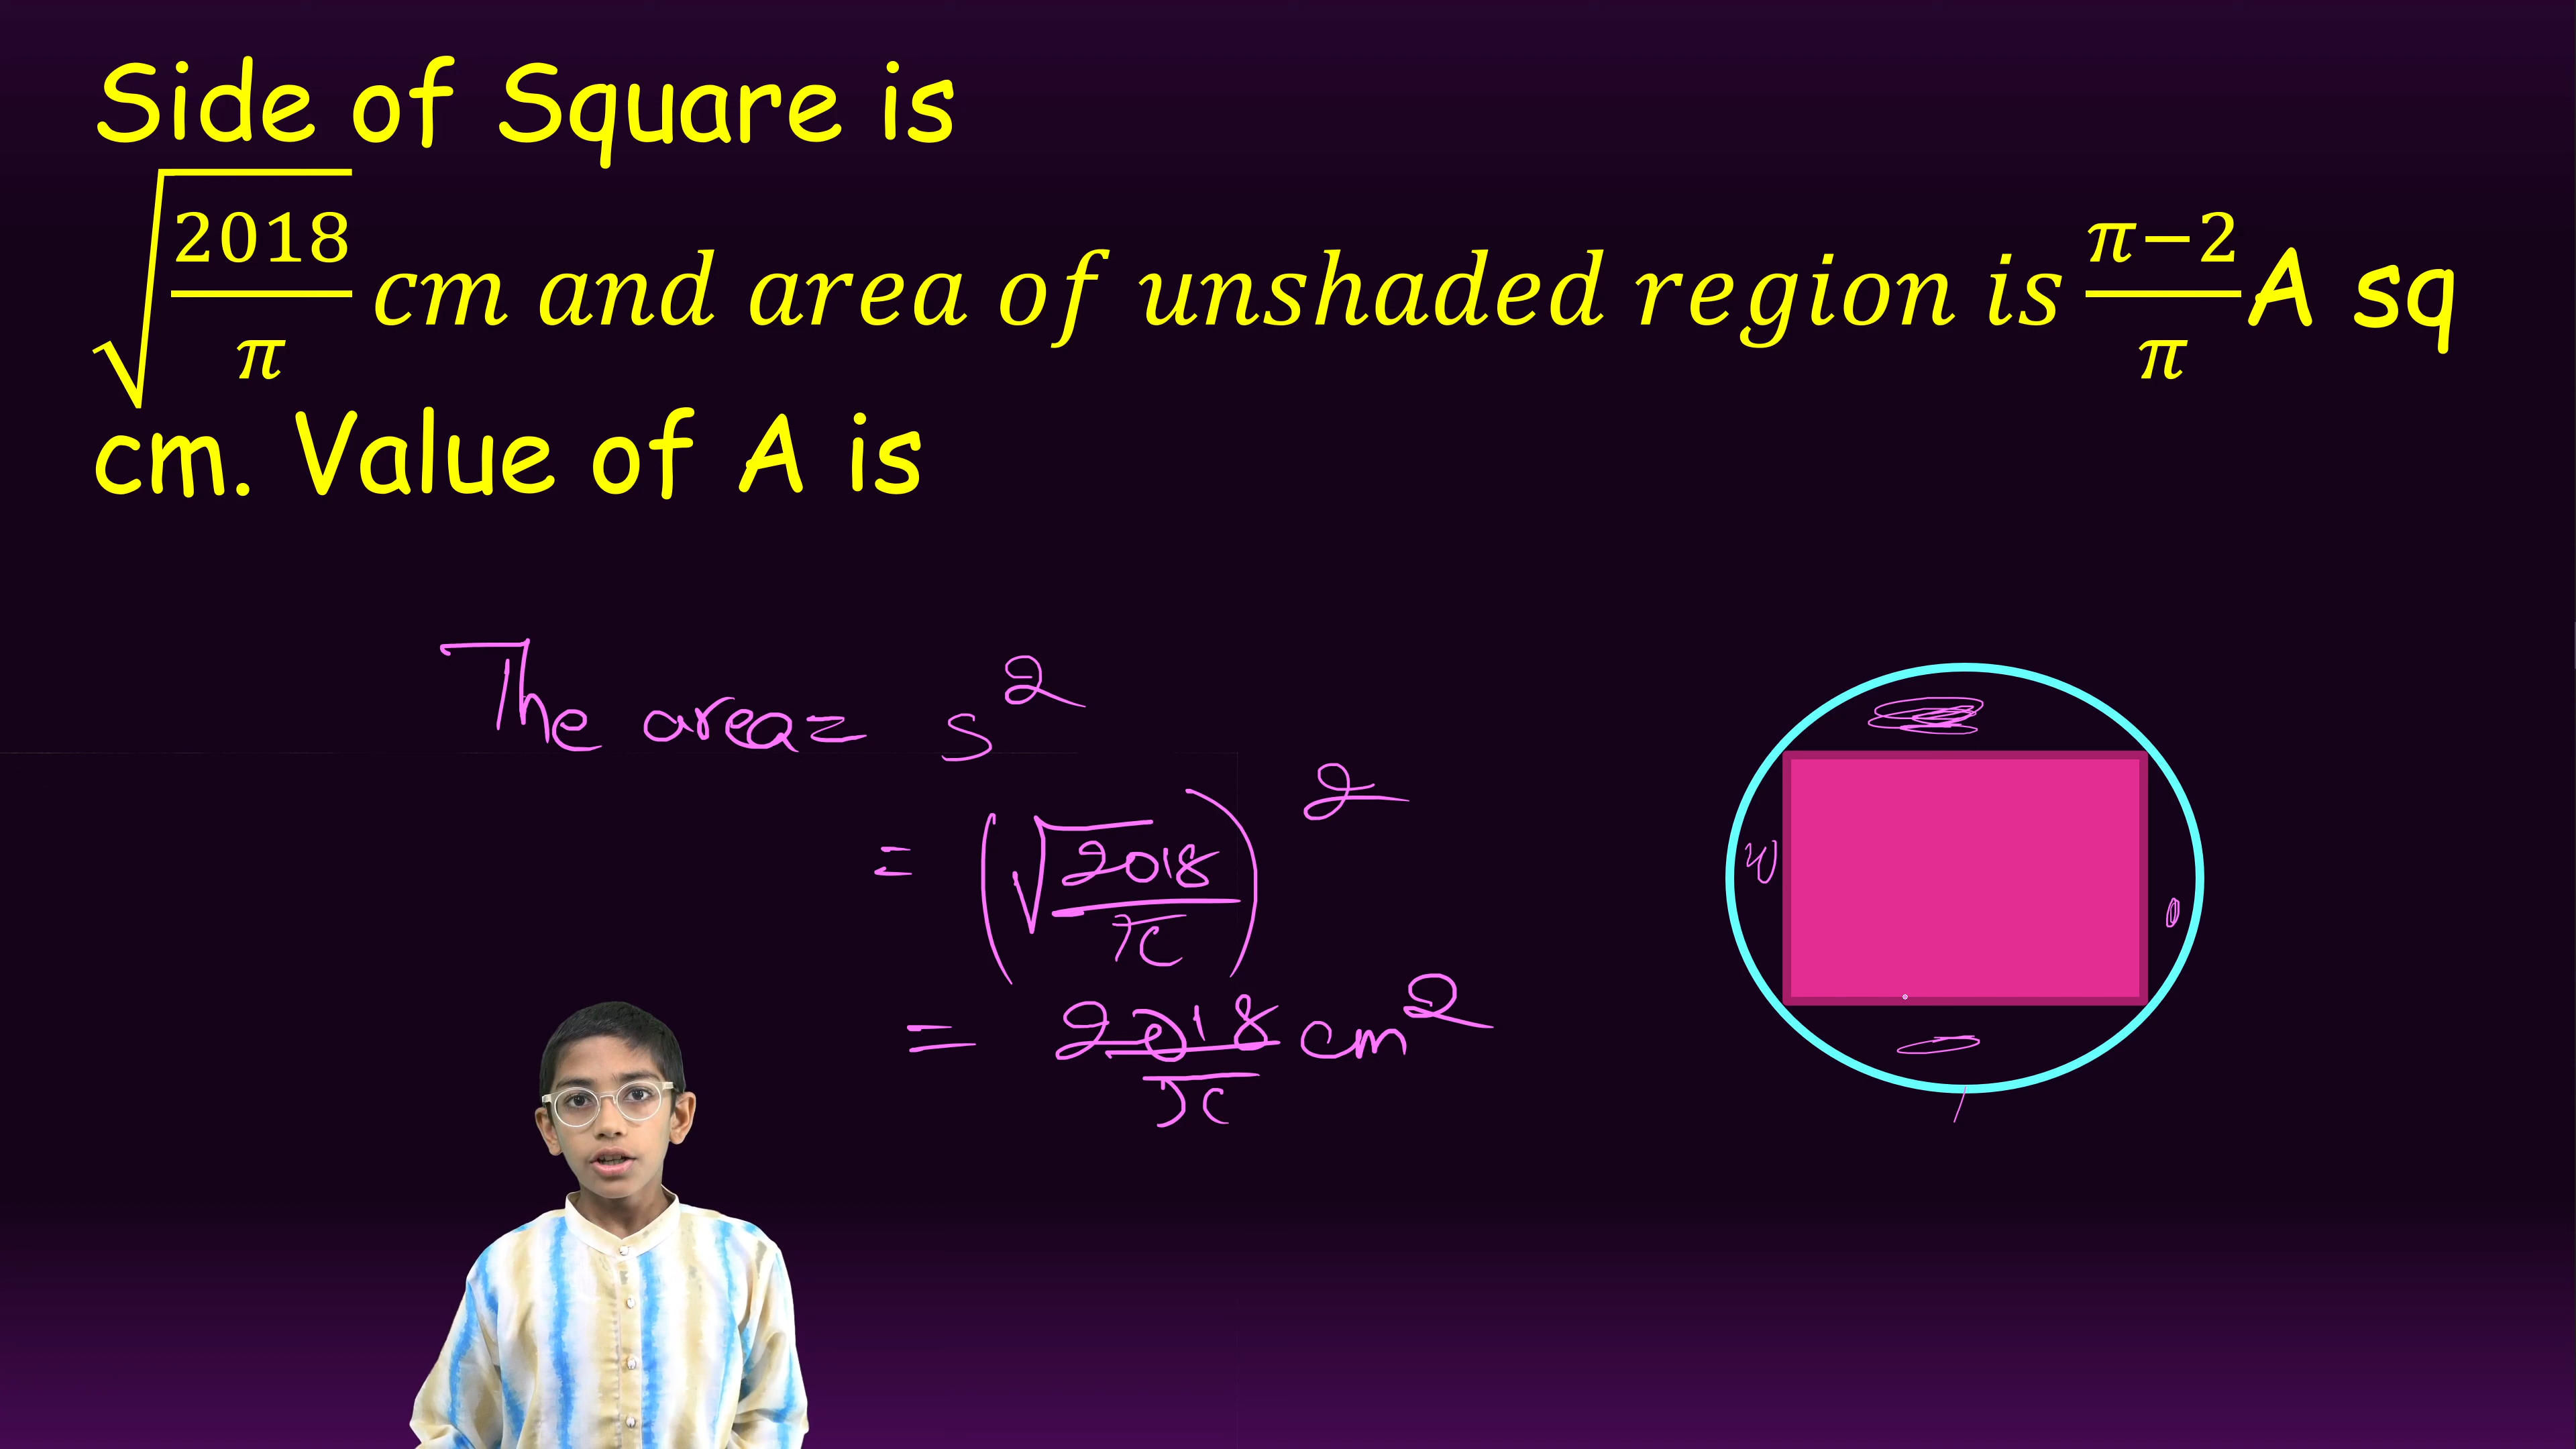 Side of Square is
√(2018/π) cm and area of unshaded region is (π−2)/π A sq
cm. Value of A is
The area= s²
= (√(2018/π))²
= 2018/π cm²